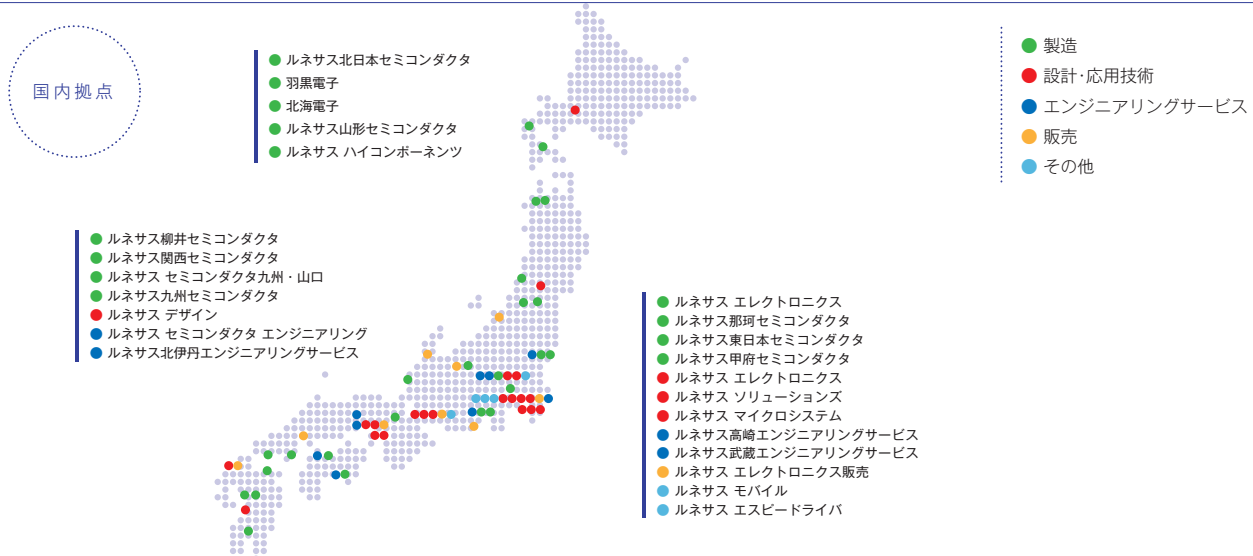 国内拠点
ルネサス北日本セミコンダクタ
羽黒電子
北海電子
ルネサス山形セミコンダクタ
ルネサス ハイコンポーネンツ
製造
設計・応用技術
エンジニアリングサービス
販売
その他
ルネサス柳井セミコンダクタ
ルネサス関西セミコンダクタ
ルネサス セミコンダクタ九州・山口
ルネサス九州セミコンダクタ
ルネサス デザイン
ルネサス セミコンダクタ エンジニアリング
ルネサス北伊丹エンジニアリングサービス
ルネサス エレクトロニクス
ルネサス那珂セミコンダクタ
ルネサス東日本セミコンダクタ
ルネサス甲府セミコンダクタ
ルネサス エレクトロニクス
ルネサス ソリューションズ
ルネサス マイクロシステム
ルネサス高崎エンジニアリングサービス
ルネサス武蔵エンジニアリングサービス
ルネサス エレクトロニクス販売
ルネサス モバイル
ルネサス エスピードライバ